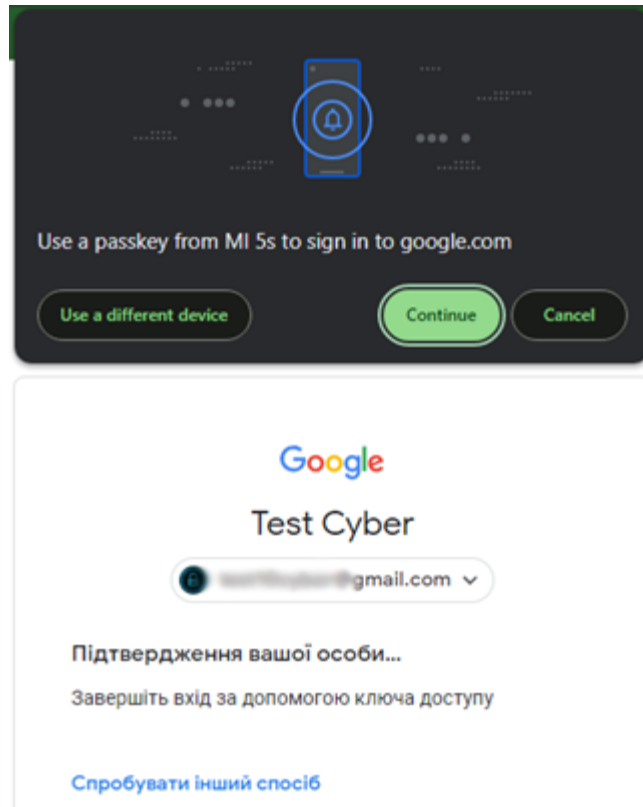 Use a passkey from MI 5s to sign in to google.com
Use a different device
Continue
Cancel
Google
Test Cyber
gmail.com
Підтвердження вашої особи...
Завершіть вхід за допомогою ключа доступу
Спробувати інший спосіб